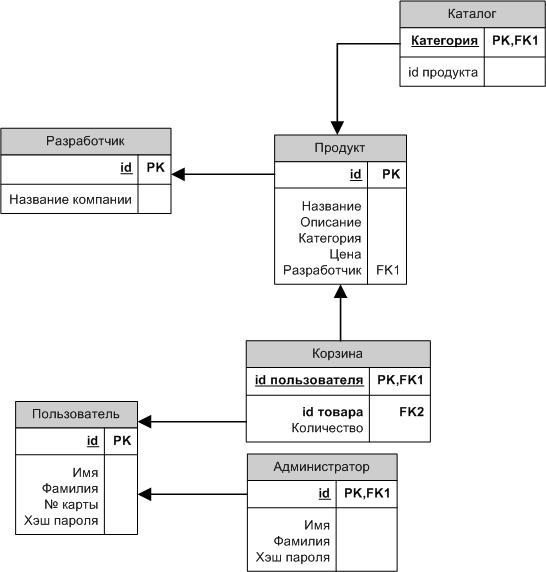 Каталог
Категория PK,FK1
id продукта
Разработчик
id PK
Название компании
Продукт
id PK
Название
Описание
Категория
Цена
Разработчик FK1
Корзина
id пользователя PK,FK1
id товара FK2
Количество
Пользователь
id PK
Имя
Фамилия
№ карты
Хэш пароля
Администратор
id PK,FK1
Имя
Фамилия
Хэш пароля